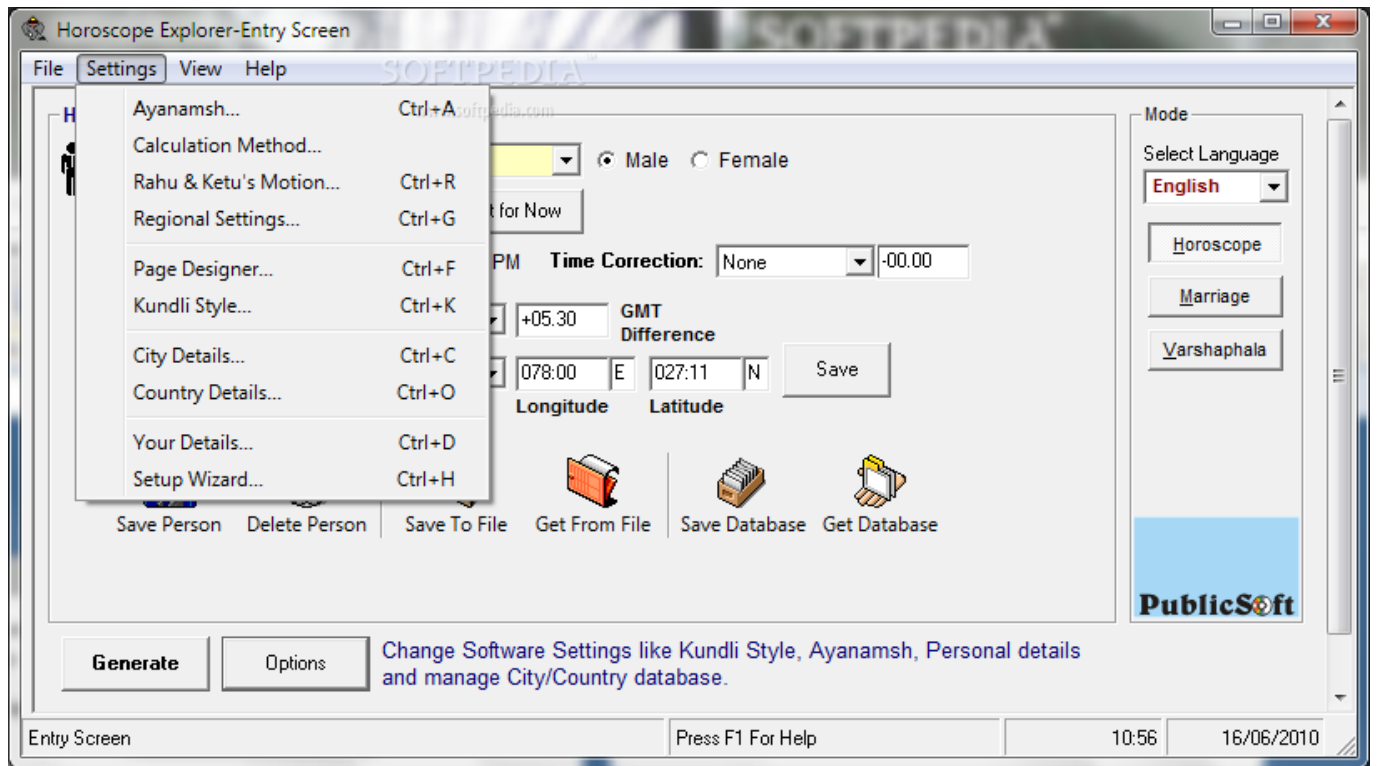 Horoscope Explorer-Entry Screen
SOFTPEDIA
File Settings View Help
SOFTPEDIA
Ayanamsh... Ctrl+A
Calculation Method...
Rahu & Ketu's Motion... Ctrl+R
Regional Settings... Ctrl+G
Page Designer... Ctrl+F
Kundli Style... Ctrl+K
City Details... Ctrl+C
Country Details... Ctrl+O
Your Details... Ctrl+D
Setup Wizard... Ctrl+H
Male Female
for Now
PM Time Correction: None -00.00
+05.30 GMT
Difference
078:00 E 027:11 N Save
Longitude Latitude
Save Person Delete Person Save To File Get From File Save Database Get Database
Mode
Select Language
English
Horoscope
Marriage
Varshaphala
PublicSoft
Generate Options
Change Software Settings like Kundli Style, Ayanamsh, Personal details
and manage City/Country database.
Entry Screen Press F1 For Help 10:56 16/06/2010